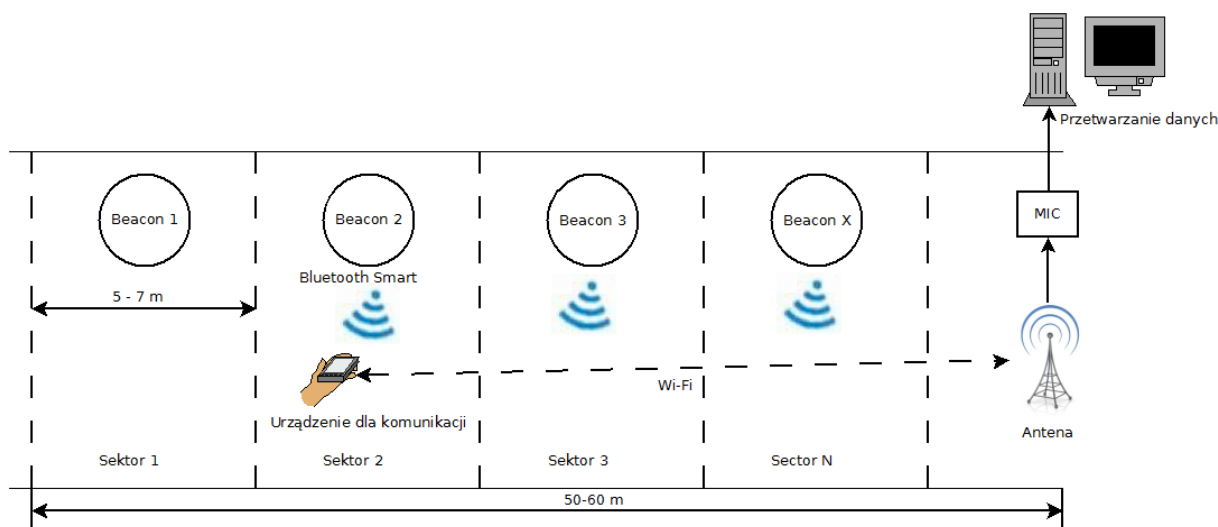 Przetwarzanie danych
Beacon 1
Beacon 2
Beacon 3
Beacon X
MIC
Bluetooth Smart
5 - 7 m
Wi-Fi
Urządzenie dla komunikacji
Antena
Sektor 1
Sektor 2
Sektor 3
Sector N
50-60 m